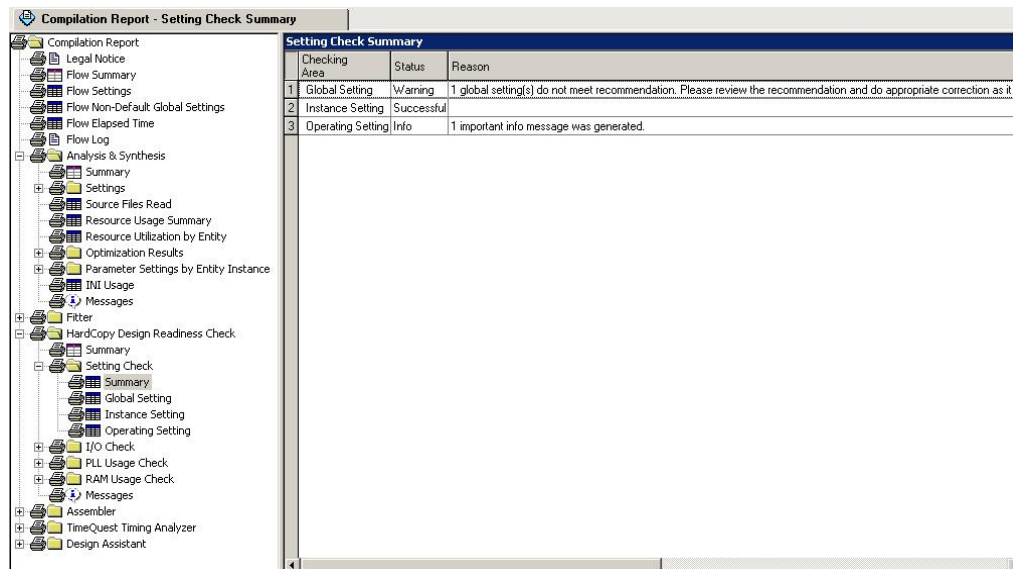 Compilation Report - Setting Check Summary
Compilation Report
Legal Notice
Flow Summary
Flow Settings
Flow Non-Default Global Settings
Flow Elapsed Time
Flow Log
Analysis & Synthesis
Summary
Settings
Source Files Read
Resource Usage Summary
Resource Utilization by Entity
Optimization Results
Parameter Settings by Entity Instance
INI Usage
Messages
Fitter
HardCopy Design Readiness Check
Summary
Setting Check
Summary
Global Setting
Instance Setting
Operating Setting
I/O Check
PLL Usage Check
RAM Usage Check
Messages
Assembler
TimeQuest Timing Analyzer
Design Assistant
Setting Check Summary
Checking Area Status Reason
1 Global Setting Warning 1 global setting(s) do not meet recommendation. Please review the recommendation and do appropriate correction as it
2 Instance Setting Successful
3 Operating Setting Info 1 important info message was generated.